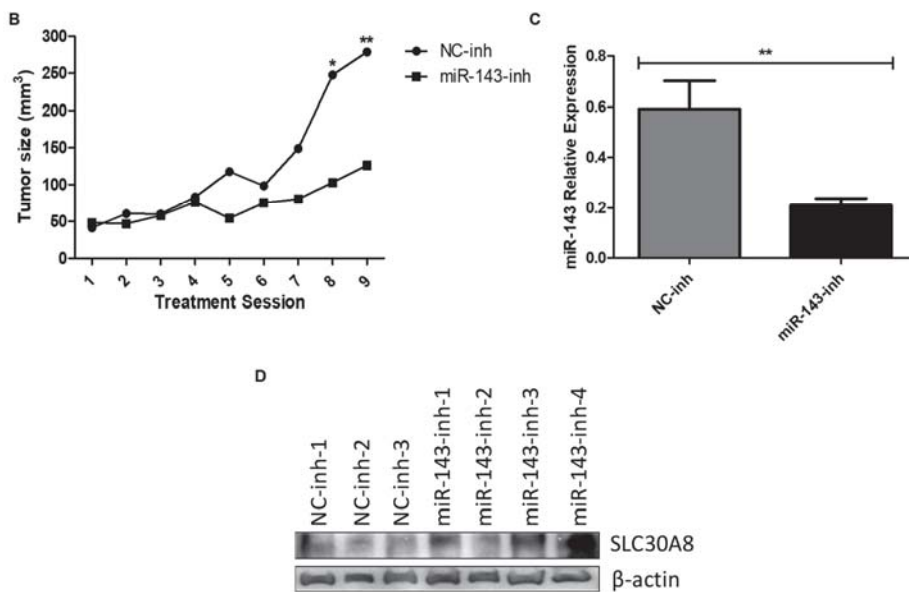 B
Tumor size (mm³)
300
250
200
150
100
50
0
*
**
NC-inh
miR-143-inh
1 2 3 4 5 6 7 8 9
Treatment Session
C
miR-143 Relative Expression
0.8
0.6
0.4
0.2
0.0
**
NC-inh
miR-143-inh
D
NC-inh-1
NC-inh-2
NC-inh-3
miR-143-inh-1
miR-143-inh-2
miR-143-inh-3
miR-143-inh-4
SLC30A8
β-actin